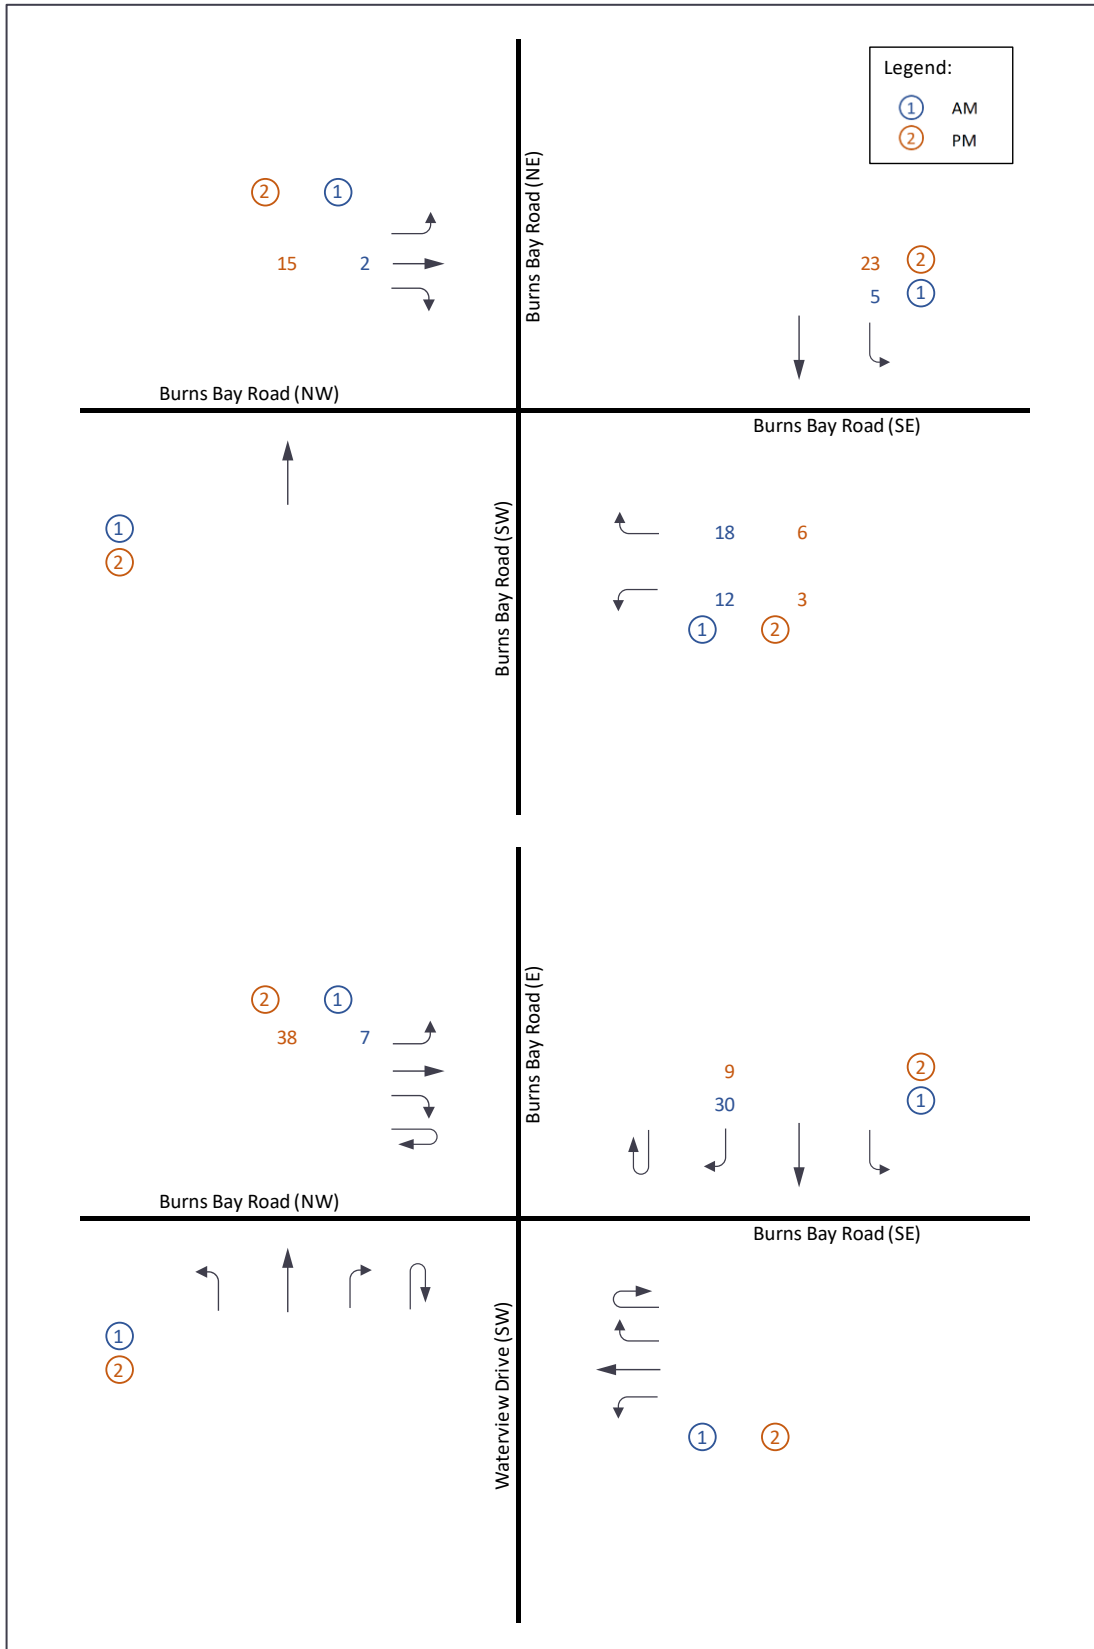 Legend:
1 AM
2 PM
Burns Bay Road (NE)
2 1
15 2
23 2
5 1
Burns Bay Road (NW)
Burns Bay Road (SE)
Burns Bay Road (SW)
1
2
18 6
12 3
1 2
Burns Bay Road (E)
2 1
38 7
9 2
30 1
Burns Bay Road (NW)
Burns Bay Road (SE)
Waterview Drive (SW)
1
2
1 2